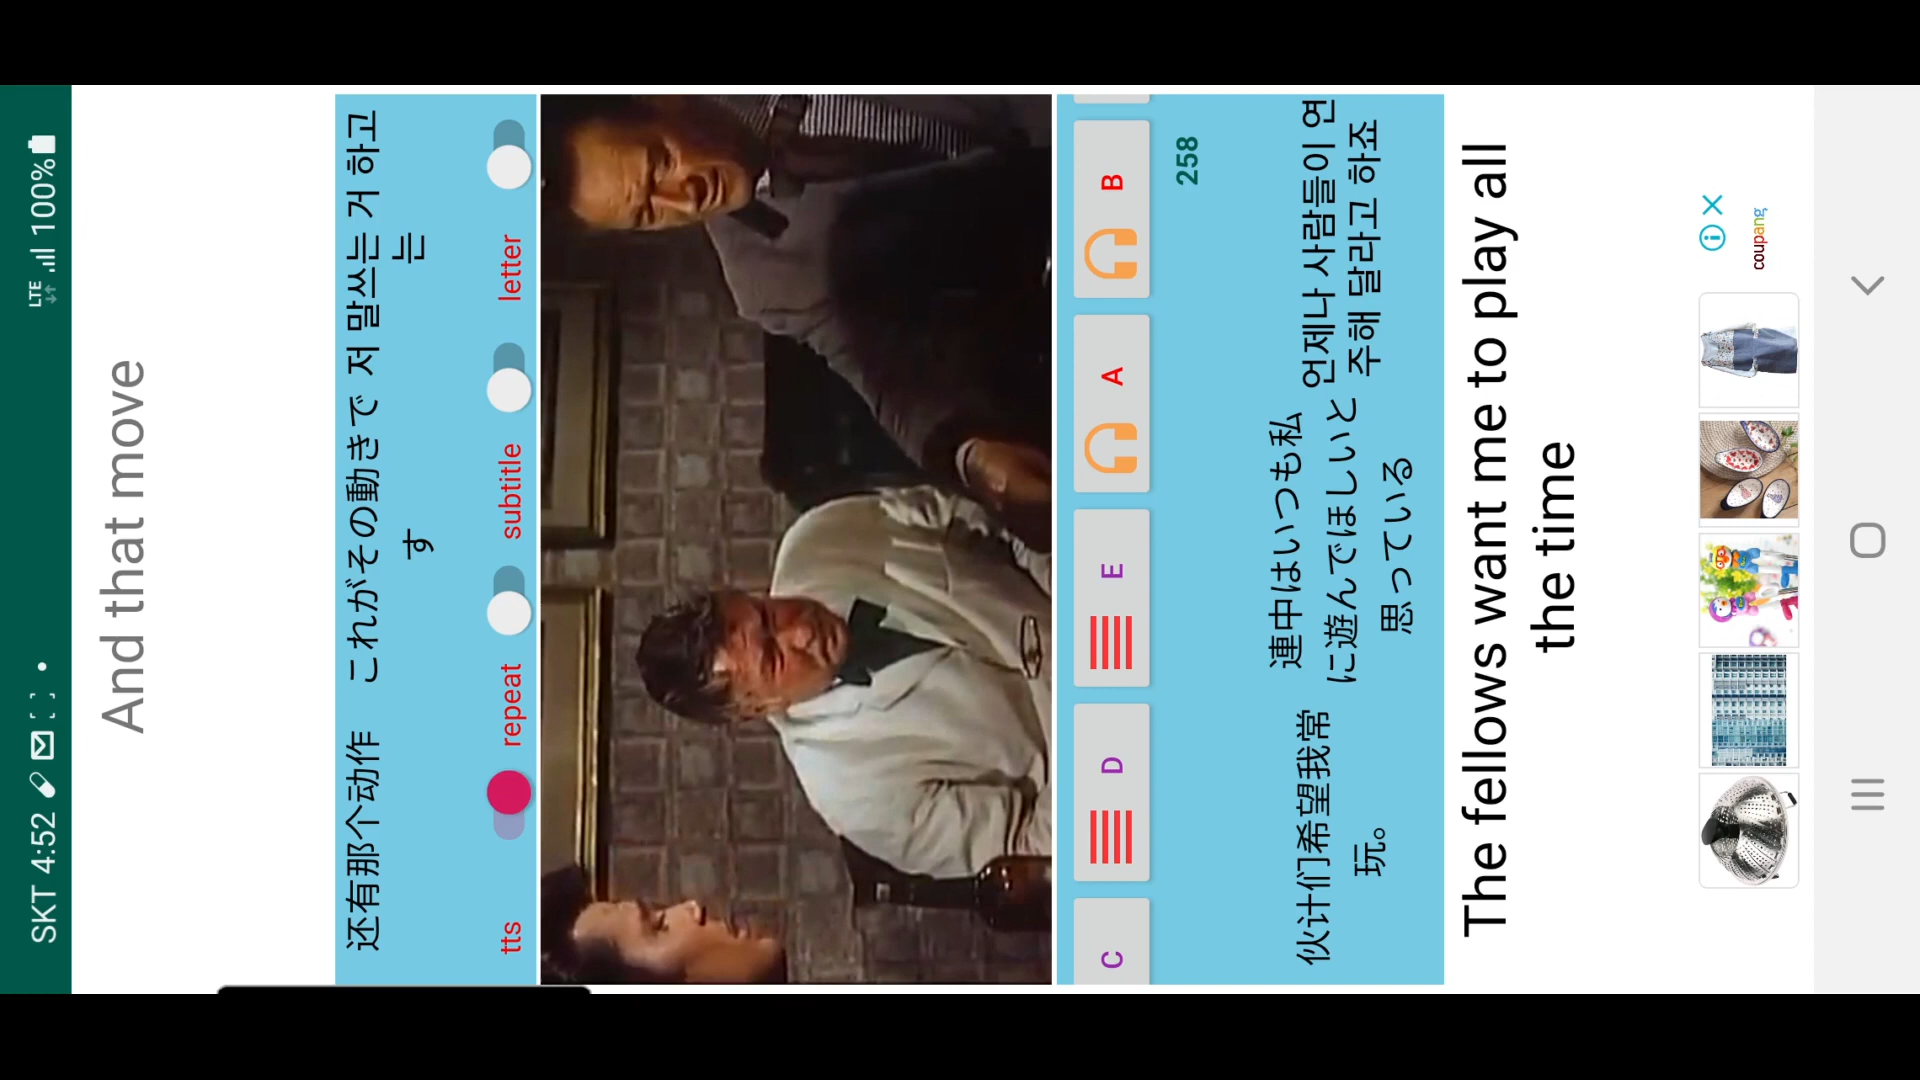 SKT 4:52
LTE 100%
And that move
还有那个动作
これがその動きで
す
저 말쓰는 거 하고
는
tts
repeat
subtitle
letter
C
D
E
A
B
258
伙计们希望我常
玩。
連中はいつも私
に遊んでほしいと
思っている
언제나 사람들이 연
주해 달라고 하죠
The fellows want me to play all
the time
coupang